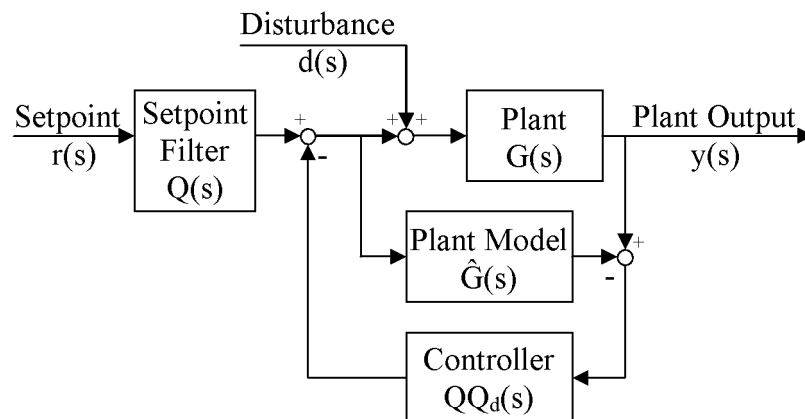 Disturbance
d(s)
Setpoint
r(s)
Setpoint
Filter
Q(s)
+
-
+
+
Plant
G(s)
Plant Output
y(s)
Plant Model
Ĝ(s)
+
-
Controller
QQd(s)